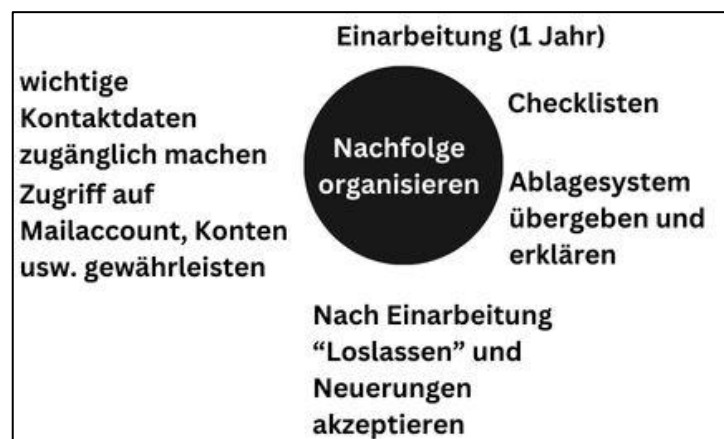 Einarbeitung (1 Jahr)
wichtige
Kontaktdaten
zugänglich machen
Zugriff auf
Mailaccount, Konten
usw. gewährleisten
Nachfolge
organisieren
Checklisten
Ablagesystem
übergeben und
erklären
Nach Einarbeitung
“Loslassen” und
Neuerungen
akzeptieren